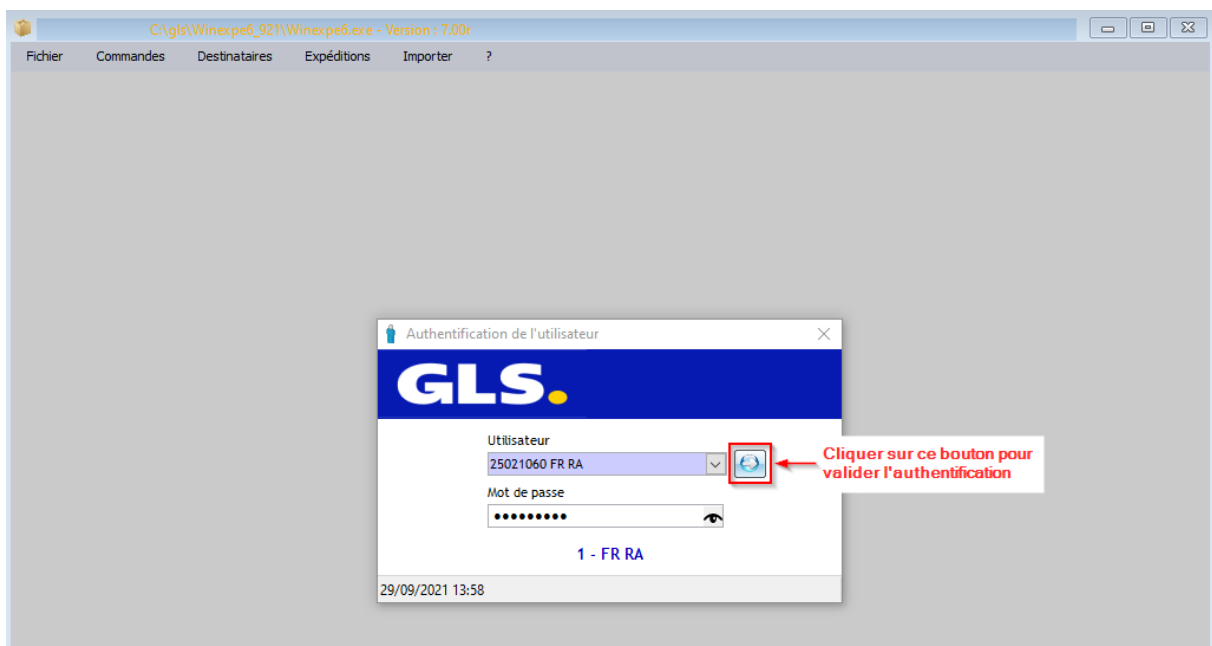 C:\gls\Winexpe6_921\Winexpe6.exe - Version : 7.00r
Fichier Commandes Destinataires Expéditions Importer ?
Authentification de l'utilisateur
GLS.
Utilisateur
25021060 FR RA
Cliquer sur ce bouton pour
valider l'authentification
Mot de passe
•••••••••
1 - FR RA
29/09/2021 13:58